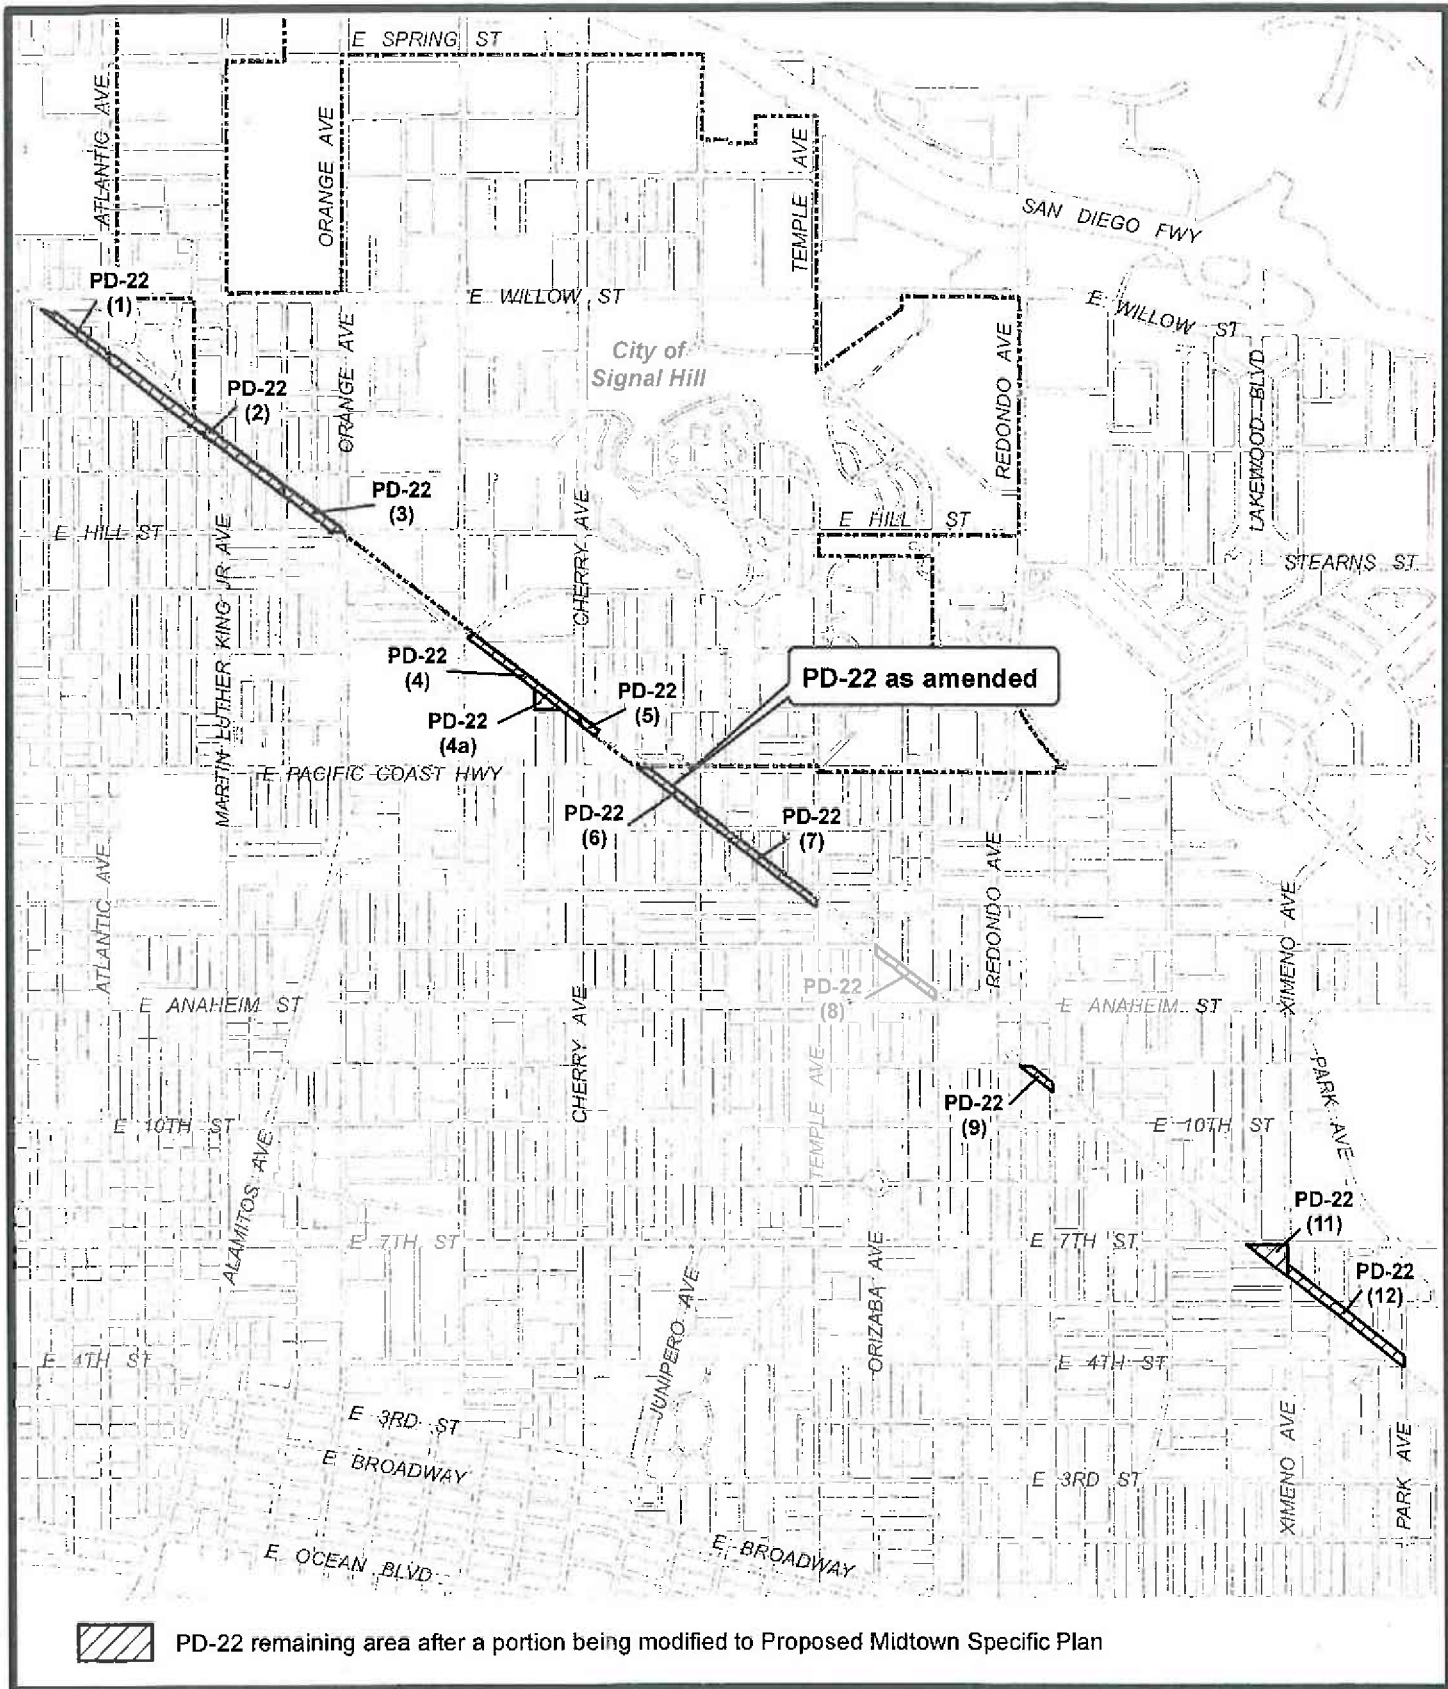 E SPRING ST
ATLANTIC AVE
ORANGE AVE
TEMPLE AVE
SAN DIEGO FWY
PD-22
(1)
E WILLOW ST
E WILLOW ST
ORANGE AVE
City of
Signal Hill
REDONDO AVE
LAKEWOOD BLVD
PD-22
(2)
PD-22
(3)
E HILL ST
CHERRY AVE
E HILL ST
STEARNS ST
MARTIN LUTHER KING JR AVE
PD-22
(4)
PD-22 as amended
PD-22
(5)
PD-22
(4a)
E PACIFIC COAST HWY
PD-22
(6)
PD-22
(7)
ATLANTIC AVE
REDONDO AVE
XIMENO AVE
PD-22
(8)
E ANAHEIM ST
E ANAHEIM ST
CHERRY AVE
TEMPLE AVE
PARK AVE
PD-22
(9)
E 10TH ST
E 10TH ST
ALAMITOS AVE
PD-22
(11)
E 7TH ST
E 7TH ST
ORIZABA AVE
PD-22
(12)
JUNIPERO AVE
E 4TH ST
E 4TH ST
E 3RD ST
E BROADWAY
E 3RD ST
XIMENO AVE
PARK AVE
E OCEAN BLVD
E BROADWAY
PD-22 remaining area after a portion being modified to Proposed Midtown Specific Plan